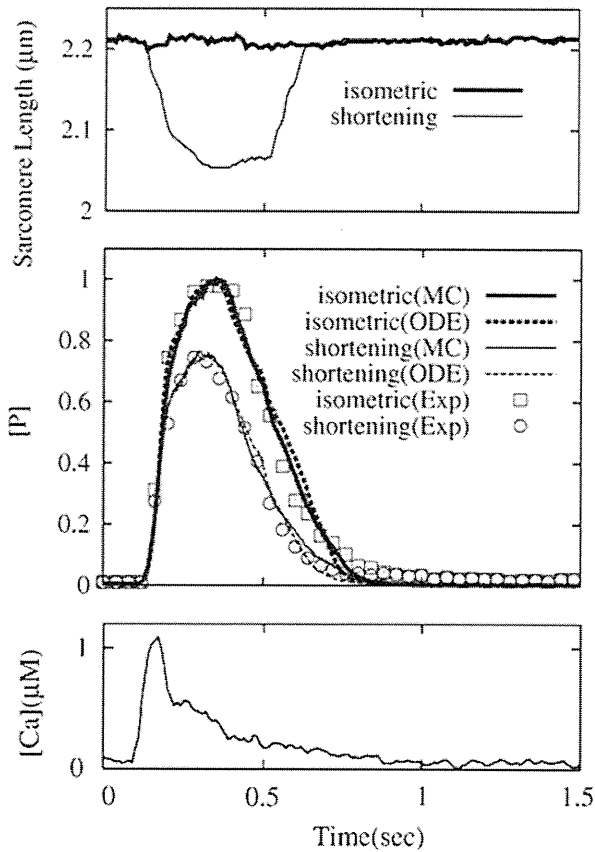 Sarcomere Length (μm)
2.2
2.1
2
isometric
shortening
[P]
1
0.8
0.6
0.4
0.2
0
isometric(MC)
isometric(ODE)
shortening(MC)
shortening(ODE)
isometric(Exp)
shortening(Exp)
[Ca](μM)
1
0
0
0.5
1
1.5
Time(sec)